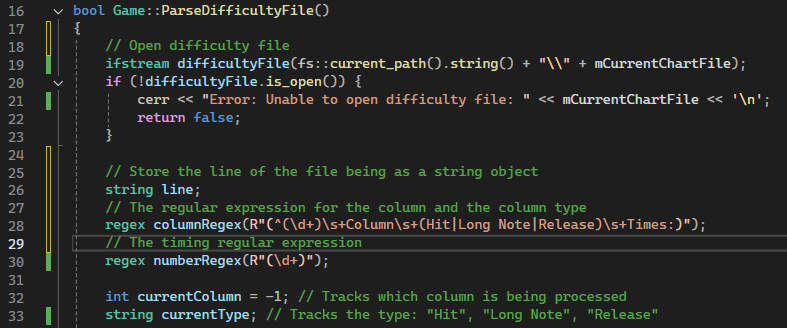 16 bool Game::ParseDifficultyFile()
17 {
18 // Open difficulty file
19 ifstream difficultyFile(fs::current_path().string() + "\\" + mCurrentChartFile);
20 if (!difficultyFile.is_open()) {
21 cerr << "Error: Unable to open difficulty file: " << mCurrentChartFile << '\n';
22 return false;
23 }
24
25 // Store the line of the file being as a string object
26 string line;
27 // The regular expression for the column and the column type
28 regex columnRegex(R"(^(\d+)\s+Column\s+(Hit|Long Note|Release)\s+Times:)");
29 // The timing regular expression
30 regex numberRegex(R"(\d+)");
31
32 int currentColumn = -1; // Tracks which column is being processed
33 string currentType; // Tracks the type: "Hit", "Long Note", "Release"